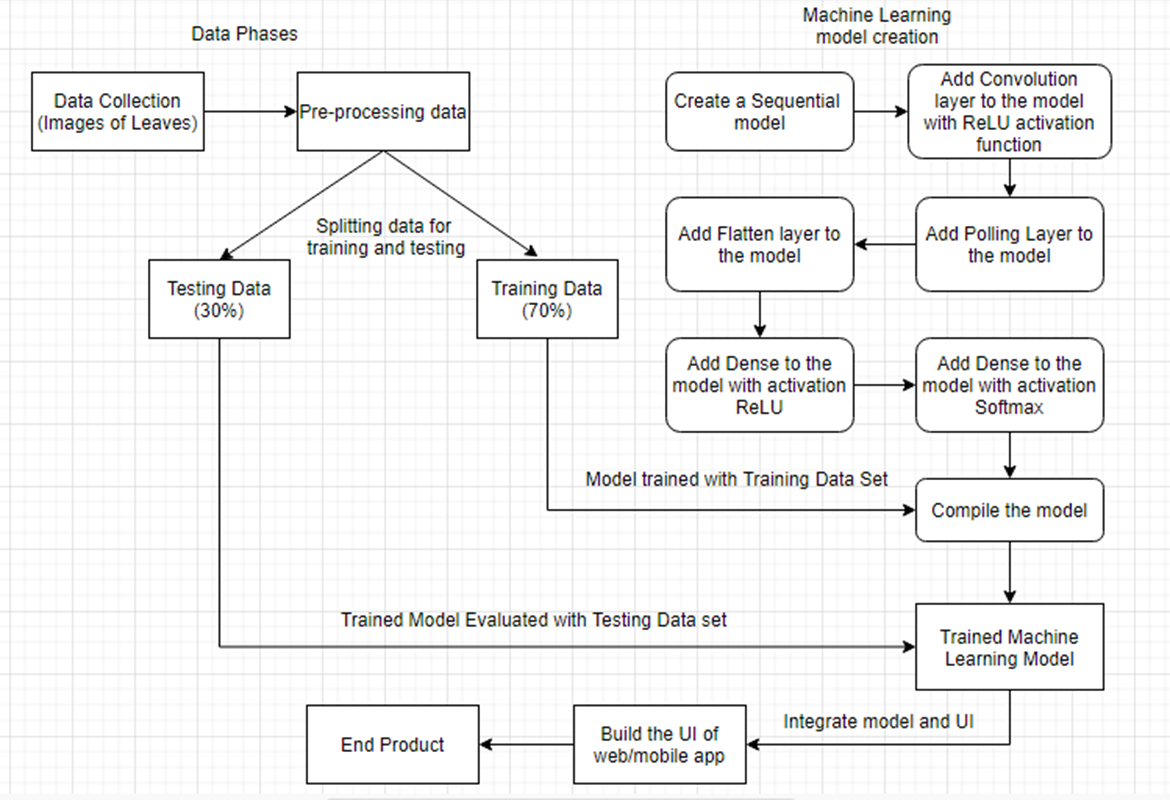 Data Phases
Data Collection
(Images of Leaves)
Pre-processing data
Splitting data for
training and testing
Testing Data
(30%)
Training Data
(70%)
Machine Learning
model creation
Create a Sequential
model
Add Convolution
layer to the model
with ReLU activation
function
Add Polling Layer to
the model
Add Flatten layer to
the model
Add Dense to the
model with activation
ReLU
Add Dense to the
model with activation
Softmax
Model trained with Training Data Set
Compile the model
Trained Model Evaluated with Testing Data set
Trained Machine
Learning Model
Integrate model and UI
Build the UI of
web/mobile app
End Product